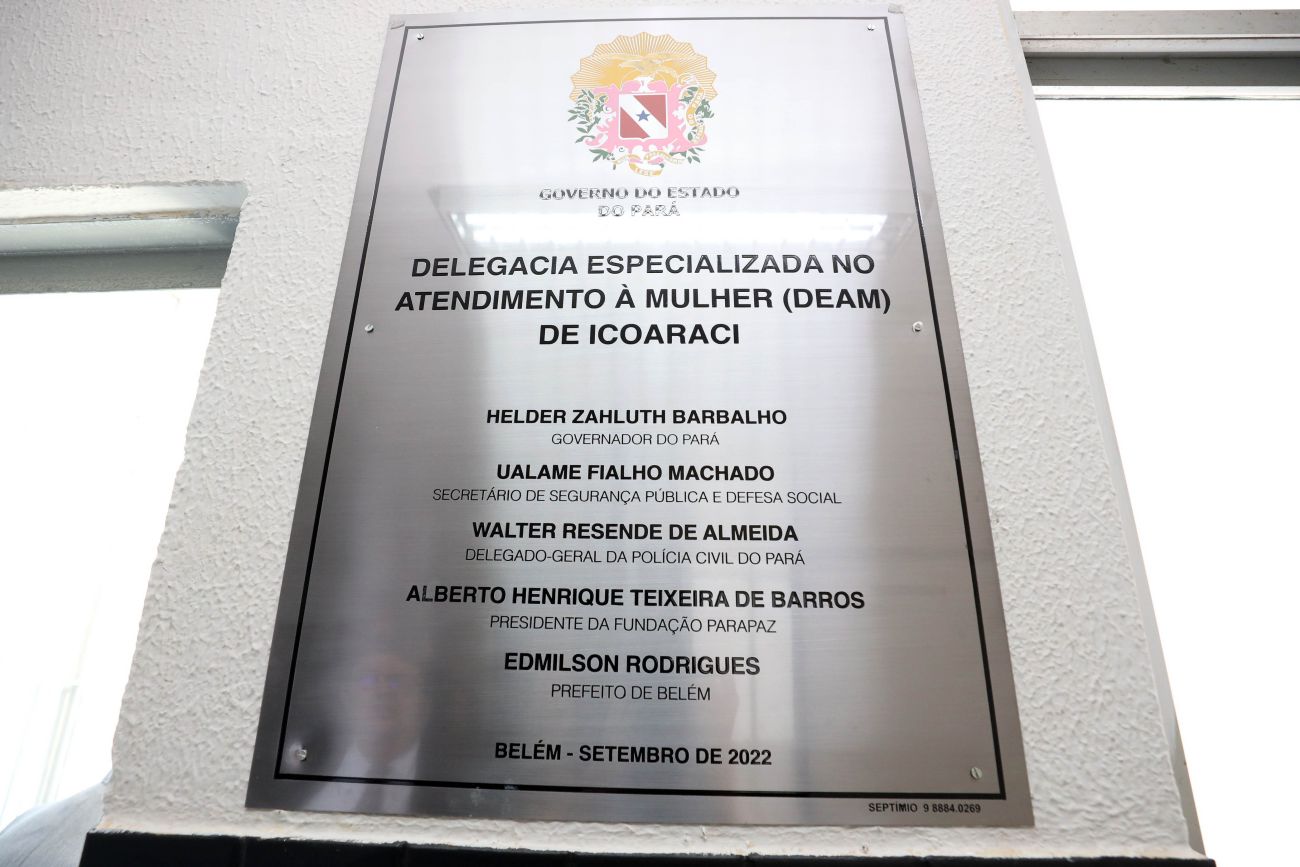 GOVERNO DO ESTADO
DO PARÁ
DELEGACIA ESPECIALIZADA NO
ATENDIMENTO À MULHER (DEAM)
DE ICOARACI
HELDER ZAHLUTH BARBALHO
GOVERNADOR DO PARÁ
UALAME FIALHO MACHADO
SECRETÁRIO DE SEGURANÇA PÚBLICA E DEFESA SOCIAL
WALTER RESENDE DE ALMEIDA
DELEGADO-GERAL DA POLÍCIA CIVIL DO PARÁ
ALBERTO HENRIQUE TEIXEIRA DE BARROS
PRESIDENTE DA FUNDAÇÃO PARAPAZ
EDMILSON RODRIGUES
PREFEITO DE BELÉM
BELÉM - SETEMBRO DE 2022
SEPTÍMIO 9 8884.0269